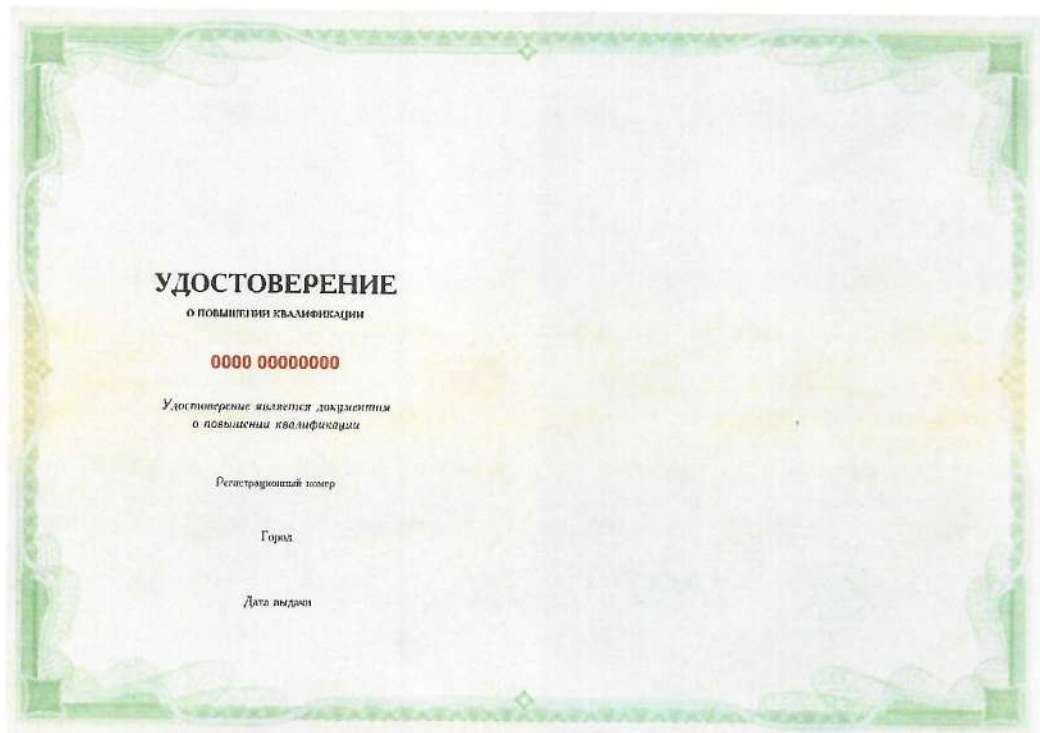 УДОСТОВЕРЕНИЕ
О ПОВЫШЕНИИ КВАЛИФИКАЦИИ
0000 00000000
Удостоверение является документом
о повышении квалификации
Регистрационный номер
Город
Дата выдачи